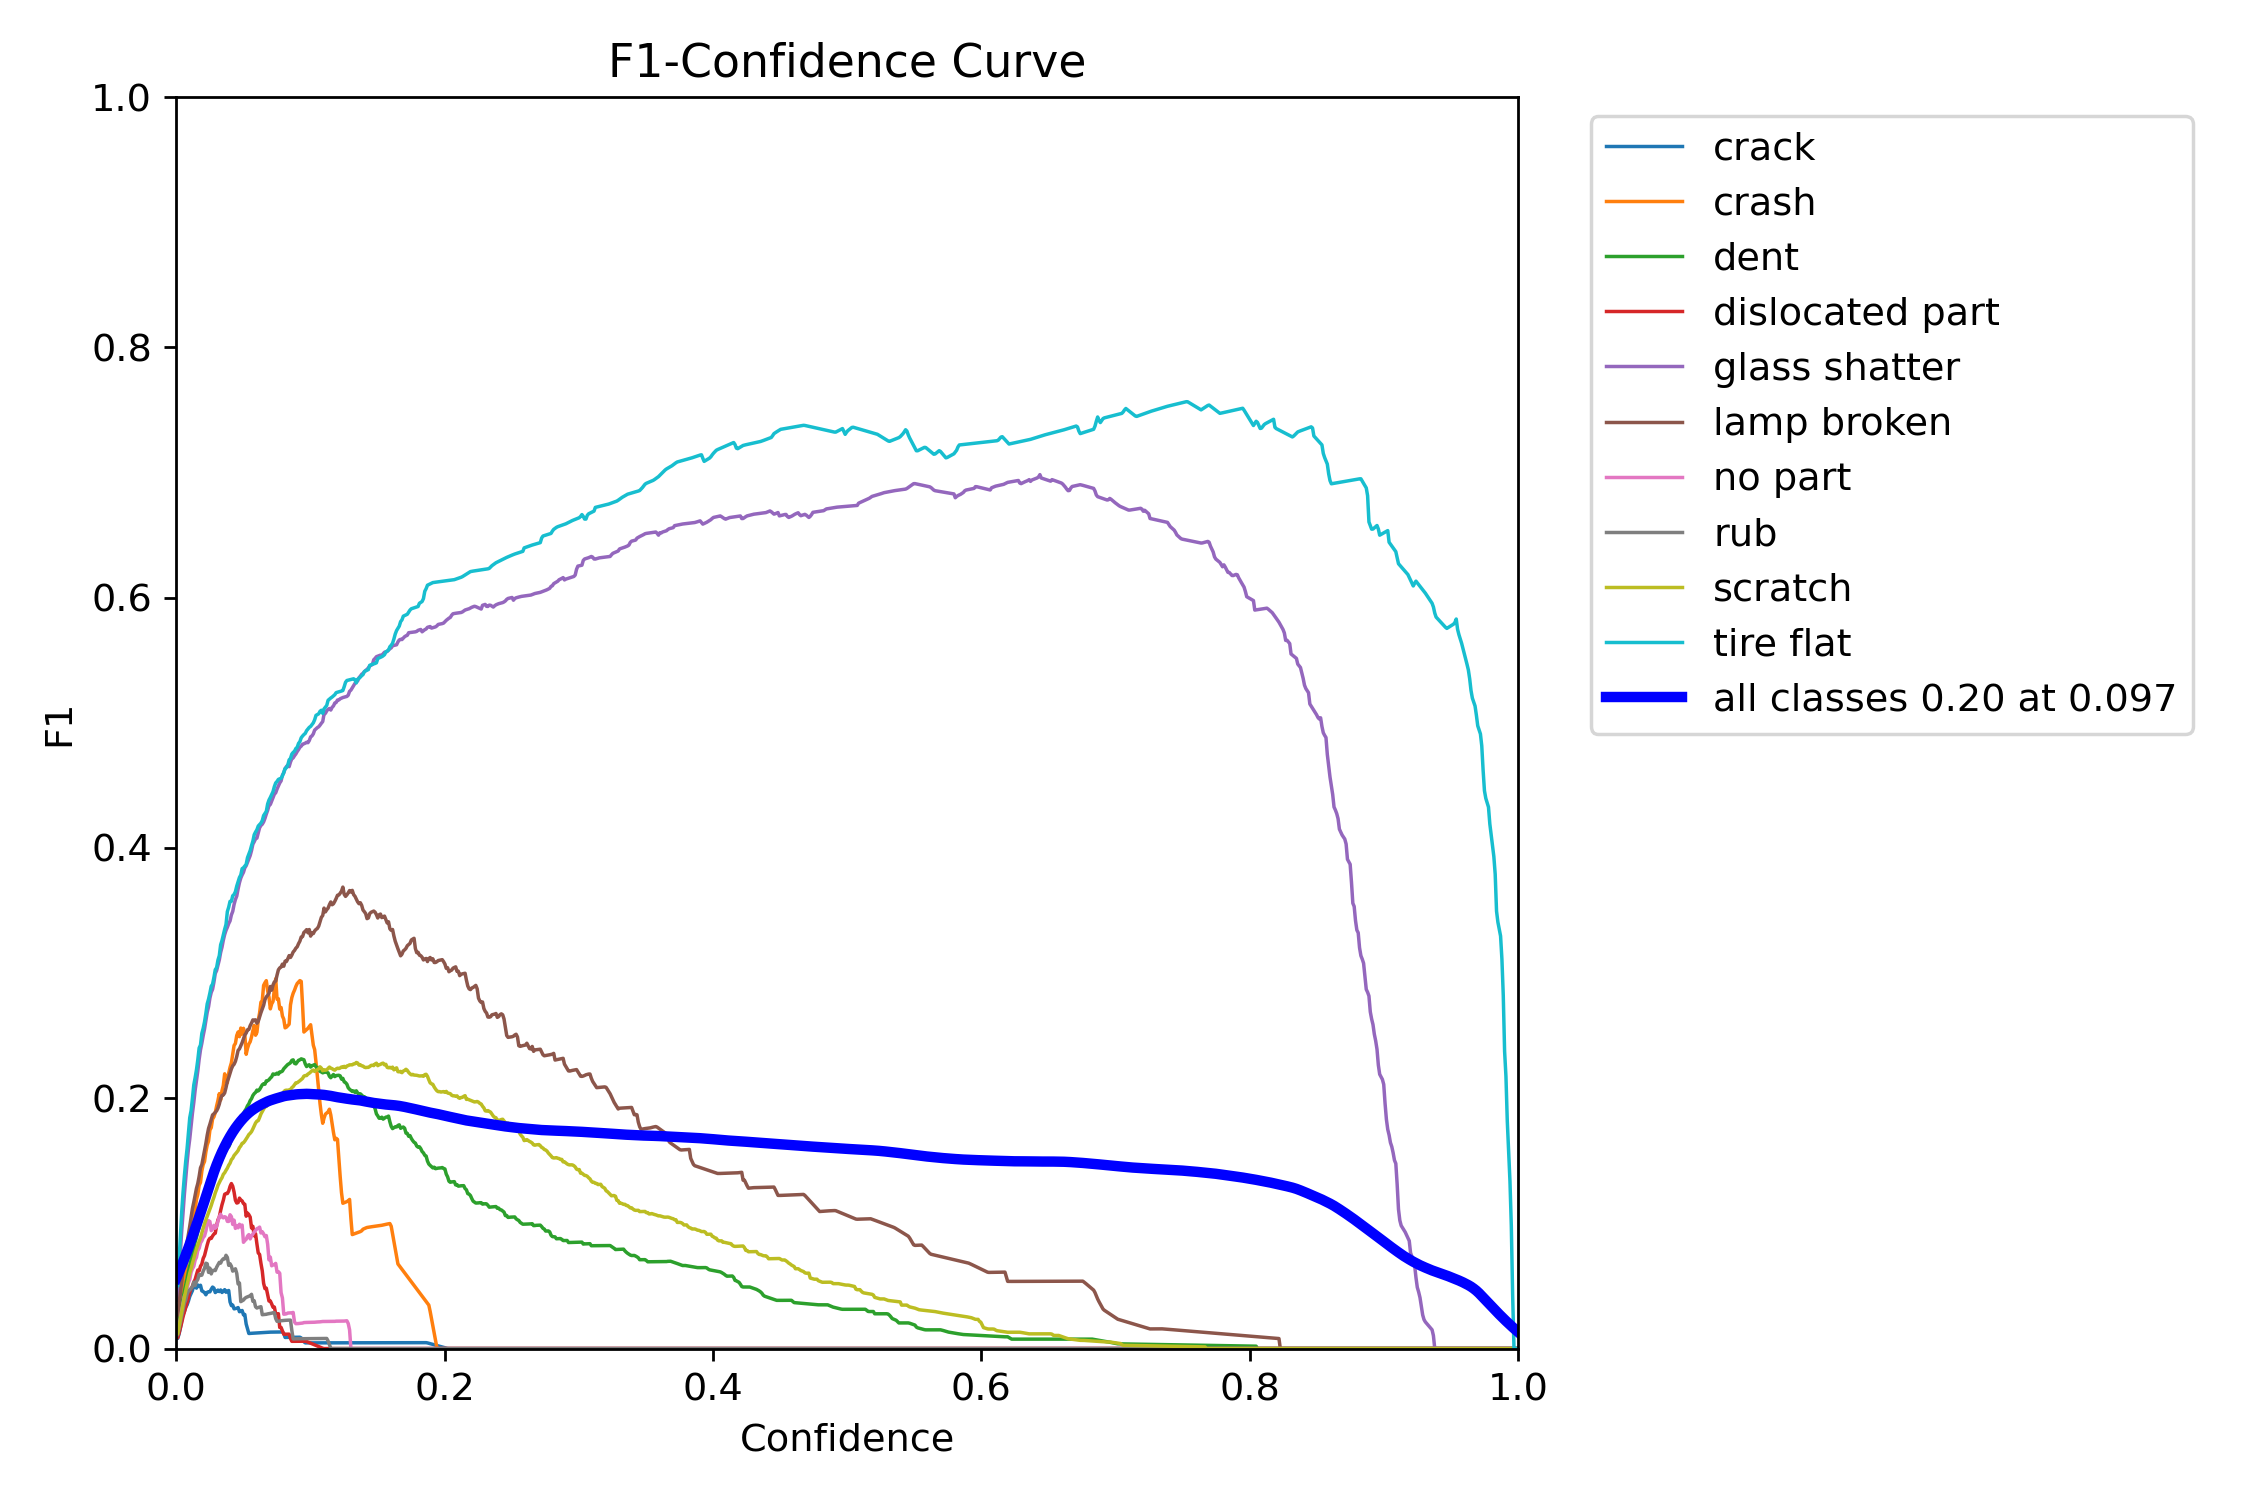 F1-Confidence Curve
1.0
0.8
0.6
0.4
0.2
0.0
F1
0.0 0.2 0.4 0.6 0.8 1.0
Confidence
crack
crash
dent
dislocated part
glass shatter
lamp broken
no part
rub
scratch
tire flat
all classes 0.20 at 0.097